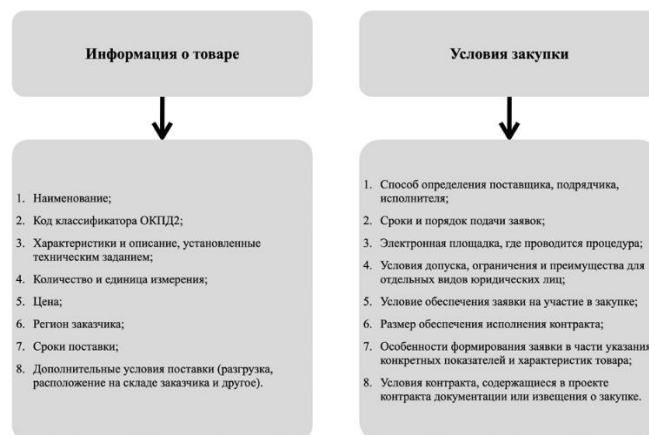 Информация о товаре
1. Наименование;
2. Код классификатора ОКПД2;
3. Характеристики и описание, установленные
техническим заданием;
4. Количество и единица измерения;
5. Цена;
6. Регион заказчика;
7. Сроки поставки;
8. Дополнительные условия поставки (разгрузка,
расположение на складе заказчика и другое).
Условия закупки
1. Способ определения поставщика, подрядчика,
исполнителя;
2. Сроки и порядок подачи заявок;
3. Электронная площадка, где проводится процедура;
4. Условия допуска, ограничения и преимущества для
отдельных видов юридических лиц;
5. Условие обеспечения заявки на участие в закупке;
6. Размер обеспечения исполнения контракта;
7. Особенности формирования заявки в части указания
конкретных показателей и характеристик товара;
8. Условия контракта, содержащиеся в проекте
контракта документации или извещения о закупке.